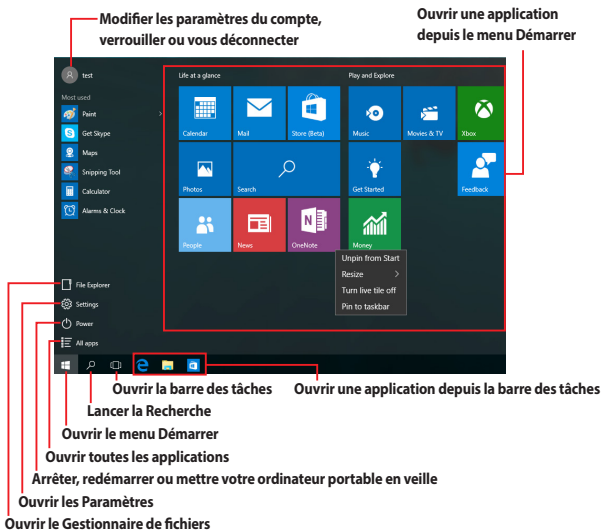 Modifier les paramètres du compte,
verrouiller ou vous déconnecter
Ouvrir une application
depuis le menu Démarrer
test
Most used
Paint
Get Skype
Maps
Snipping Tool
Calculator
Alarms & Clock
File Explorer
Settings
Power
All apps
Life at a glance
Calendar
Mail
Store (Beta)
Photos
Search
People
News
OneNote
Play and Explore
Music
Movies & TV
Xbox
Get Started
Feedback
Money
Unpin from Start
Resize
Turn live tile off
Pin to taskbar
Ouvrir la barre des tâches
Ouvrir une application depuis la barre des tâches
Lancer la Recherche
Ouvrir le menu Démarrer
Ouvrir toutes les applications
Arrêter, redémarrer ou mettre votre ordinateur portable en veille
Ouvrir les Paramètres
Ouvrir le Gestionnaire de fichiers